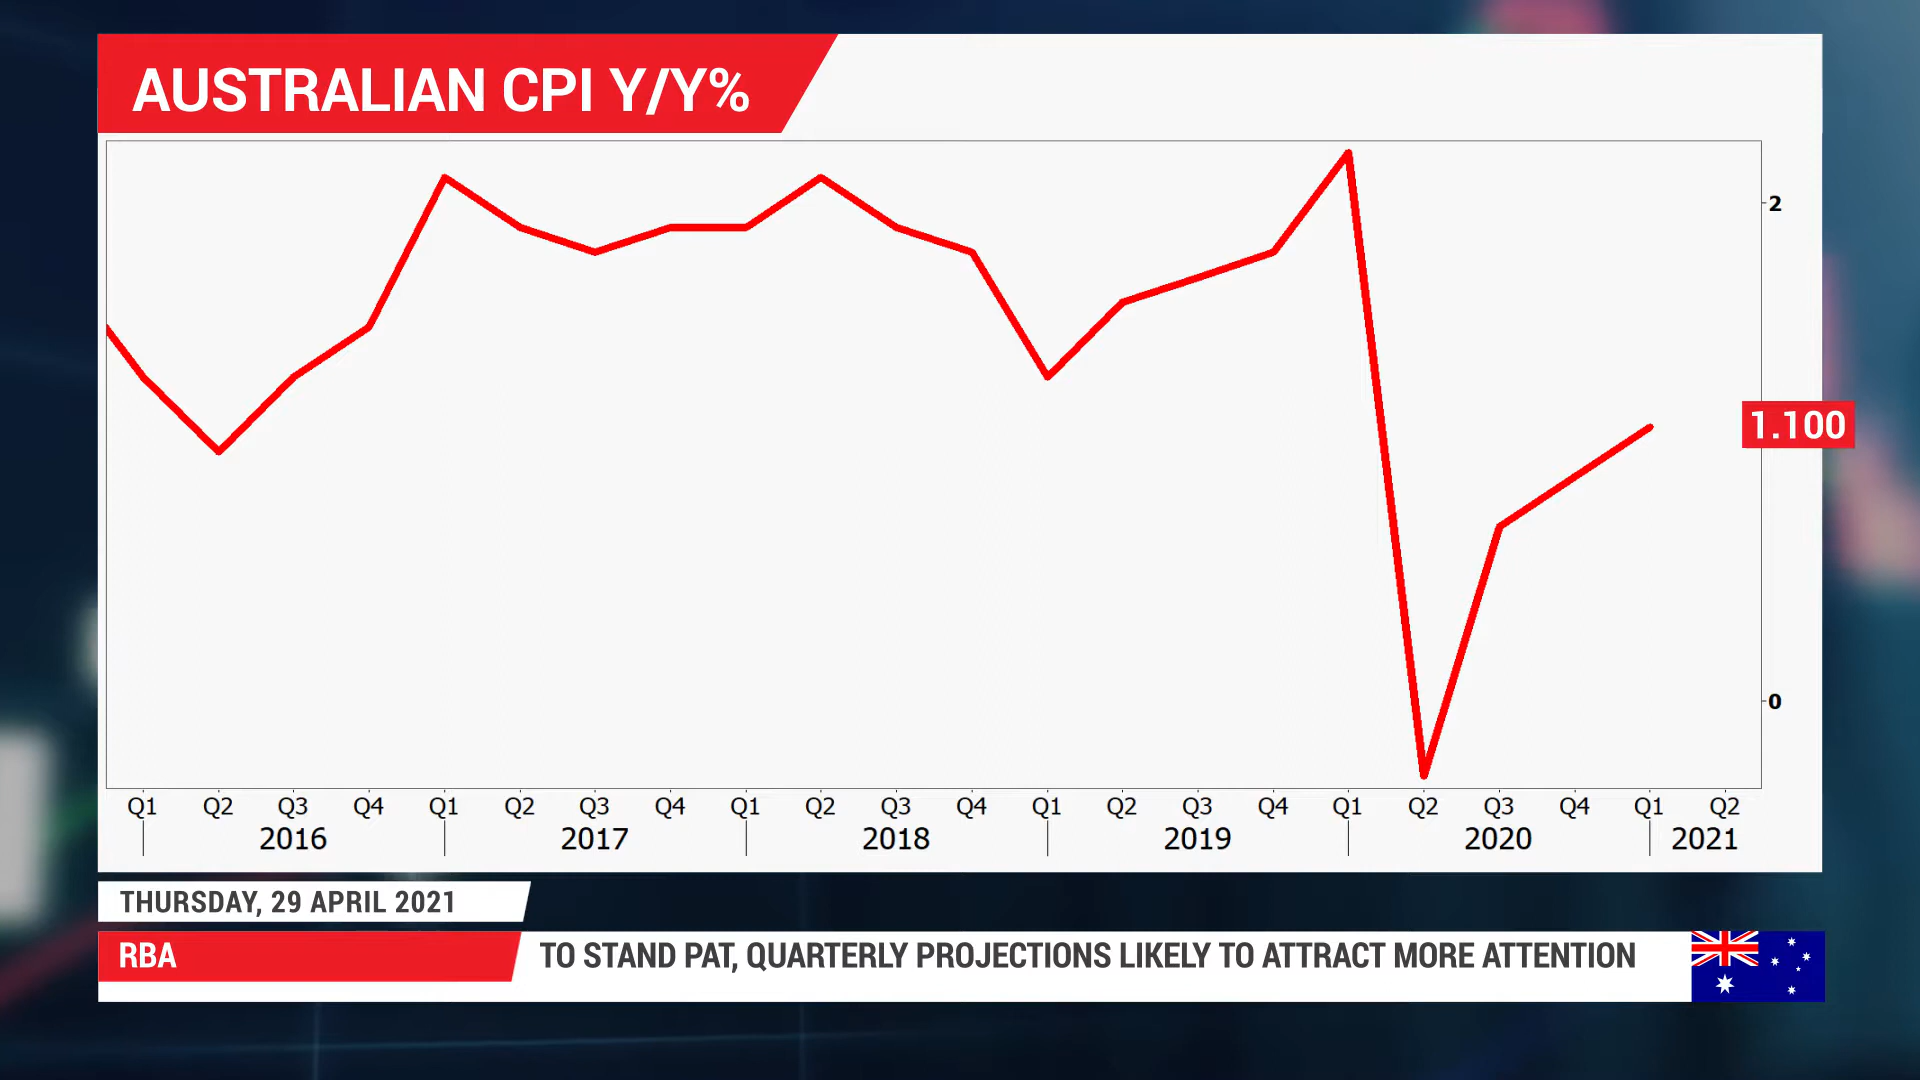 AUSTRALIAN CPI Y/Y%
2
1.100
0
Q1 Q2 Q3 Q4 Q1 Q2 Q3 Q4 Q1 Q2 Q3 Q4 Q1 Q2 Q3 Q4 Q1 Q2 Q3 Q4 Q1 Q2
2016 2017 2018 2019 2020 2021
THURSDAY, 29 APRIL 2021
RBA
TO STAND PAT, QUARTERLY PROJECTIONS LIKELY TO ATTRACT MORE ATTENTION